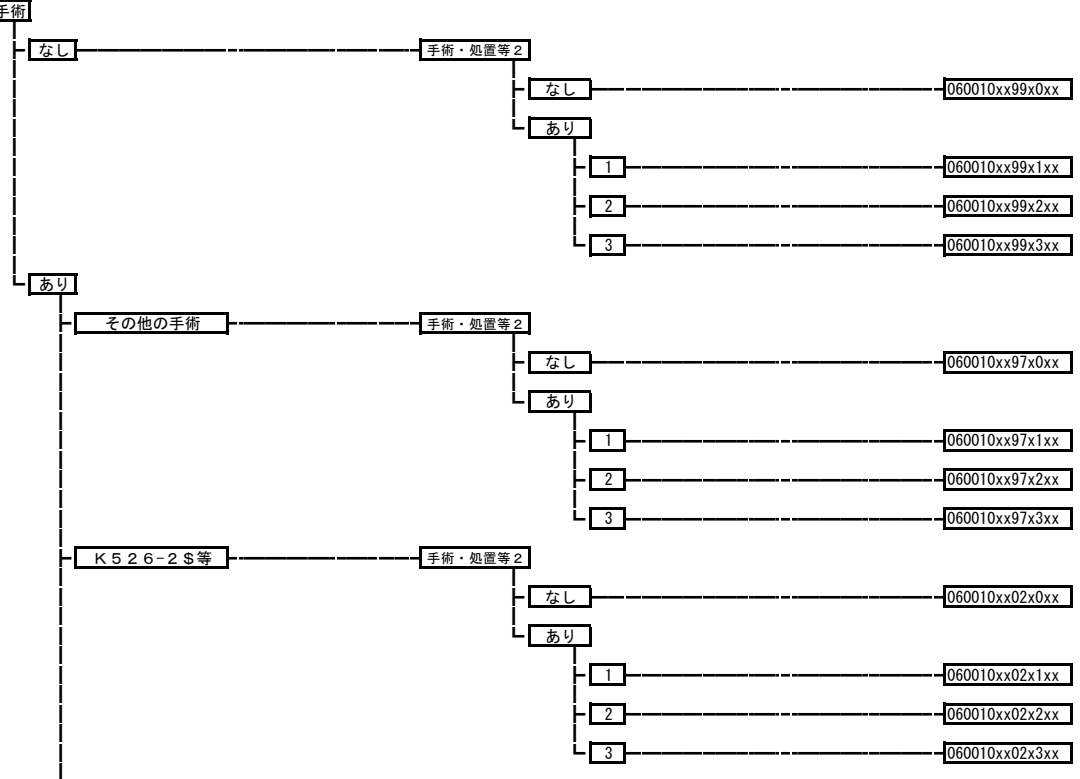 手術
なし 手術・処置等2
なし 060010xx99x0xx
あり
1 060010xx99x1xx
2 060010xx99x2xx
3 060010xx99x3xx
あり
その他の手術 手術・処置等2
なし 060010xx97x0xx
あり
1 060010xx97x1xx
2 060010xx97x2xx
3 060010xx97x3xx
K526-2$等 手術・処置等2
なし 060010xx02x0xx
あり
1 060010xx02x1xx
2 060010xx02x2xx
3 060010xx02x3xx